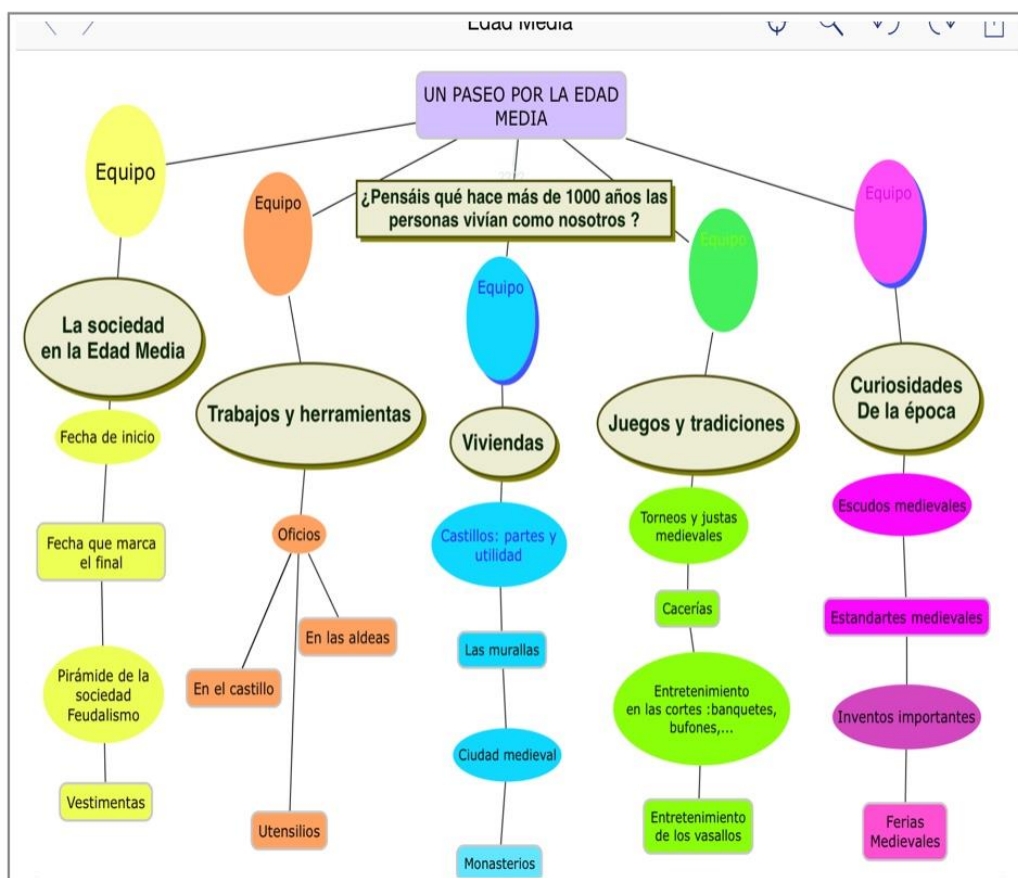 Edad Media
UN PASEO POR LA EDAD
MEDIA
¿Pensáis qué hace más de 1000 años las
personas vivían como nosotros ?
Equipo
La sociedad
en la Edad Media
Fecha de inicio
Fecha que marca
el final
Pirámide de la
sociedad
Feudalismo
Vestimentas
Equipo
Trabajos y herramientas
Oficios
En las aldeas
En el castillo
Utensilios
Equipo
Viviendas
Castillos: partes y
utilidad
Las murallas
Ciudad medieval
Monasterios
Equipo
Juegos y tradiciones
Torneos y justas
medievales
Cacerías
Entretenimiento
en las cortes :banquetes,
bufones,...
Entretenimiento
de los vasallos
Equipo
Curiosidades
De la época
Escudos medievales
Estandartes medievales
Inventos importantes
Ferias
Medievales